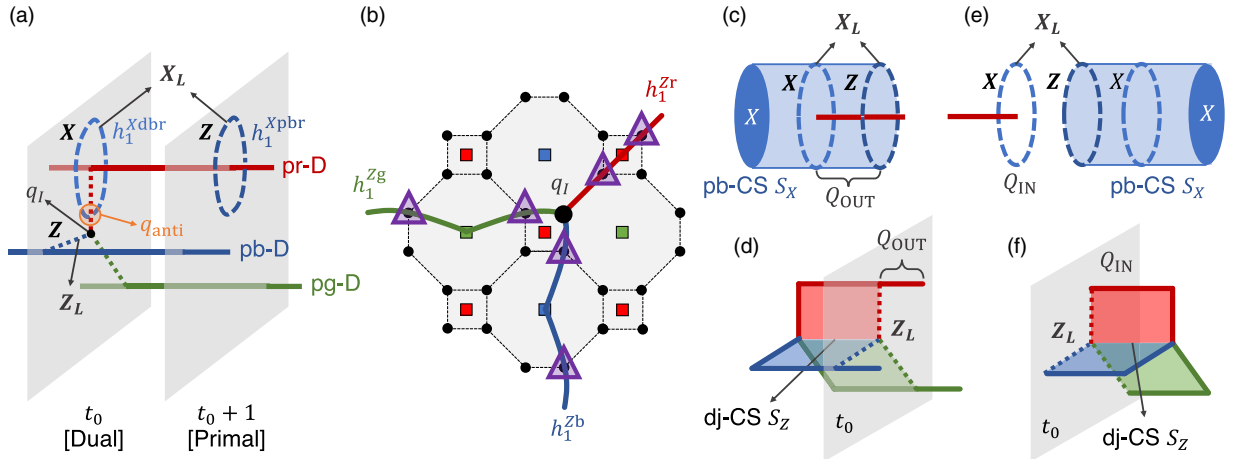 (a)
X_L
X
h_1^{Xdbr}
Z
h_1^{Xpbr}
pr-D
q_I
q_anti
Z
pb-D
Z_L
pg-D
t_0
[Dual]
t_0 + 1
[Primal]
(b)
h_1^{Zr}
h_1^{Zg}
q_I
h_1^{Zb}
(c)
X_L
X
Z
X
Q_OUT
pb-CS S_X
(e)
X_L
X
Z
X
X
Q_IN
pb-CS S_X
(d)
Q_OUT
Z_L
dj-CS S_Z
t_0
(f)
Q_IN
Z_L
t_0
dj-CS S_Z